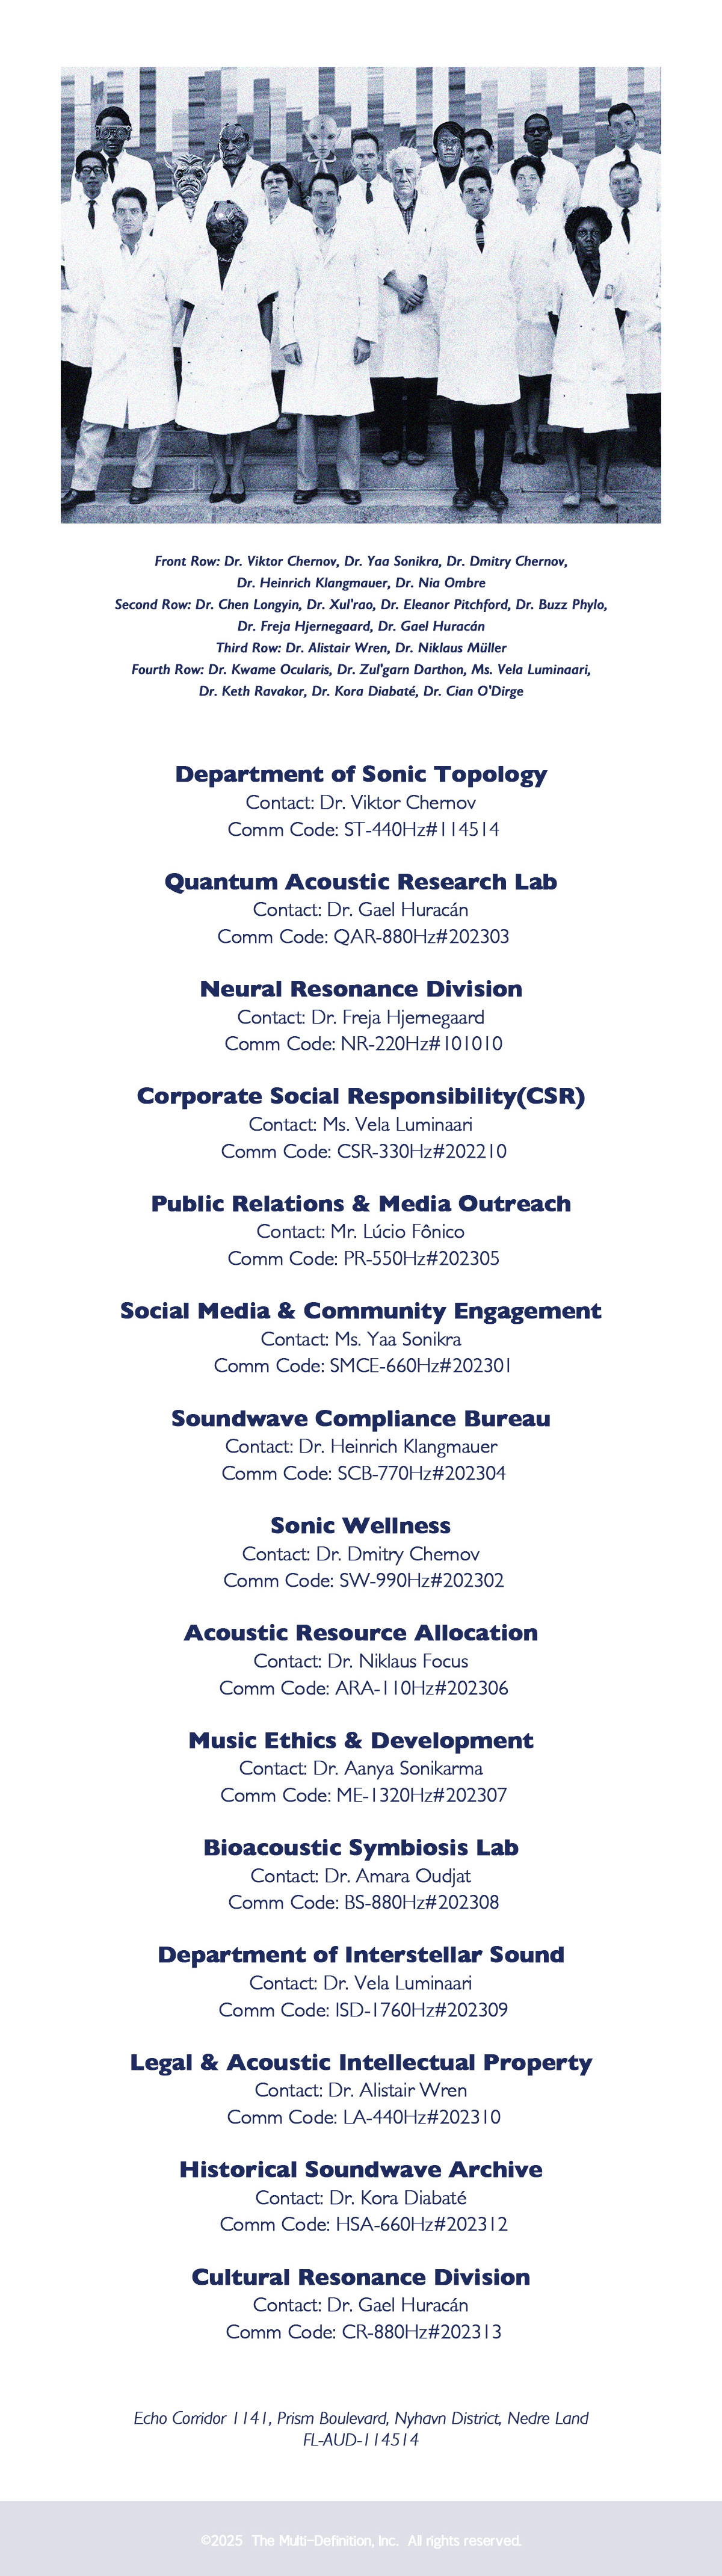 Front Row: Dr. Viktor Chernov, Dr. Yaa Sonikra, Dr. Dmitry Chernov,
Dr. Heinrich Klangmauer, Dr. Nia Ombre
Second Row: Dr. Chen Longyin, Dr. Xul'rao, Dr. Eleanor Pitchford, Dr. Buzz Phylo,
Dr. Freja Hjernegaard, Dr. Gael Huracán
Third Row: Dr. Alistair Wren, Dr. Niklaus Müller
Fourth Row: Dr. Kwame Ocularis, Dr. Zul'garn Darthon, Ms. Vela Luminaari,
Dr. Keth Ravakor, Dr. Kora Diabaté, Dr. Cian O'Dirge
Department of Sonic Topology
Contact: Dr. Viktor Chernov
Comm Code: ST-440Hz#114514
Quantum Acoustic Research Lab
Contact: Dr. Gael Huracán
Comm Code: QAR-880Hz#202303
Neural Resonance Division
Contact: Dr. Freja Hjernegaard
Comm Code: NR-220Hz#101010
Corporate Social Responsibility(CSR)
Contact: Ms. Vela Luminaari
Comm Code: CSR-330Hz#202210
Public Relations & Media Outreach
Contact: Mr. Lúcio Fônico
Comm Code: PR-550Hz#202305
Social Media & Community Engagement
Contact: Ms. Yaa Sonikra
Comm Code: SMCE-660Hz#202301
Soundwave Compliance Bureau
Contact: Dr. Heinrich Klangmauer
Comm Code: SCB-770Hz#202304
Sonic Wellness
Contact: Dr. Dmitry Chernov
Comm Code: SW-990Hz#202302
Acoustic Resource Allocation
Contact: Dr. Niklaus Focus
Comm Code: ARA-110Hz#202306
Music Ethics & Development
Contact: Dr. Aanya Sonikarma
Comm Code: ME-1320Hz#202307
Bioacoustic Symbiosis Lab
Contact: Dr. Amara Oudjat
Comm Code: BS-880Hz#202308
Department of Interstellar Sound
Contact: Dr. Vela Luminaari
Comm Code: ISD-1760Hz#202309
Legal & Acoustic Intellectual Property
Contact: Dr. Alistair Wren
Comm Code: LA-440Hz#202310
Historical Soundwave Archive
Contact: Dr. Kora Diabaté
Comm Code: HSA-660Hz#202312
Cultural Resonance Division
Contact: Dr. Gael Huracán
Comm Code: CR-880Hz#202313
Echo Corridor 1141, Prism Boulevard, Nyhavn District, Nedre Land
FL-AUD-114514
©2025 The Multi-Definition, Inc. All rights reserved.